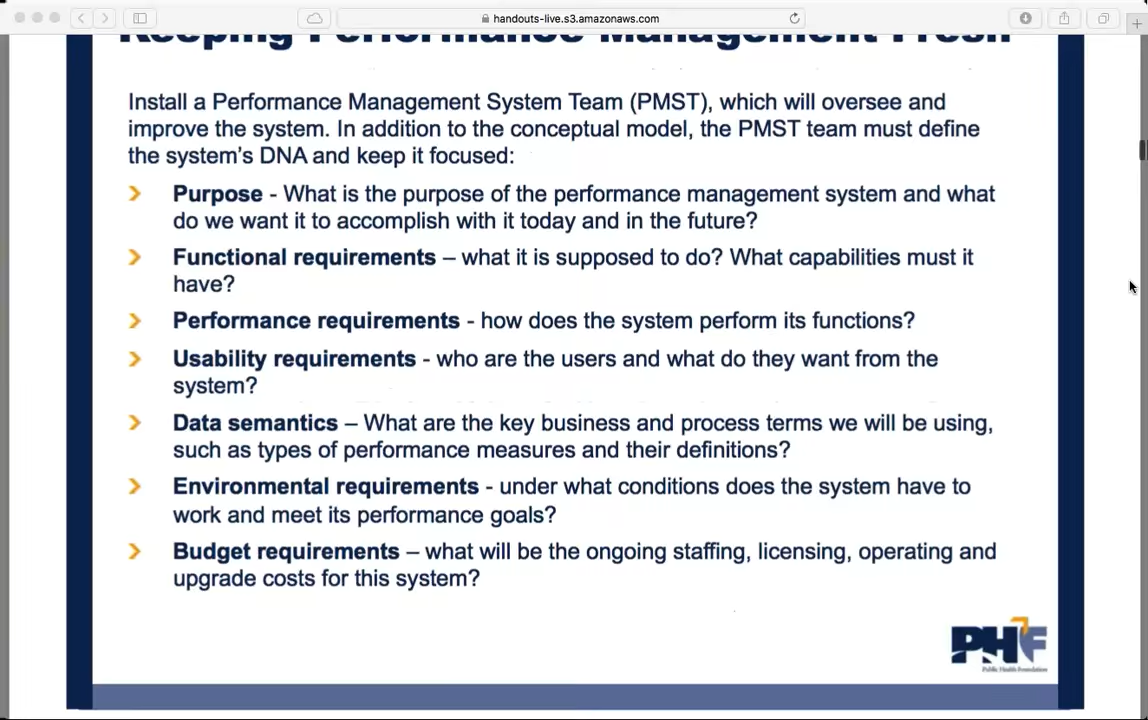 handouts-live.s3.amazonaws.com
Keeping Performance Management Fresh
Install a Performance Management System Team (PMST), which will oversee and
improve the system. In addition to the conceptual model, the PMST team must define
the system's DNA and keep it focused:
Purpose - What is the purpose of the performance management system and what
do we want it to accomplish with it today and in the future?
Functional requirements – what it is supposed to do? What capabilities must it
have?
Performance requirements - how does the system perform its functions?
Usability requirements - who are the users and what do they want from the
system?
Data semantics – What are the key business and process terms we will be using,
such as types of performance measures and their definitions?
Environmental requirements - under what conditions does the system have to
work and meet its performance goals?
Budget requirements – what will be the ongoing staffing, licensing, operating and
upgrade costs for this system?
PHF
Public Health Foundation